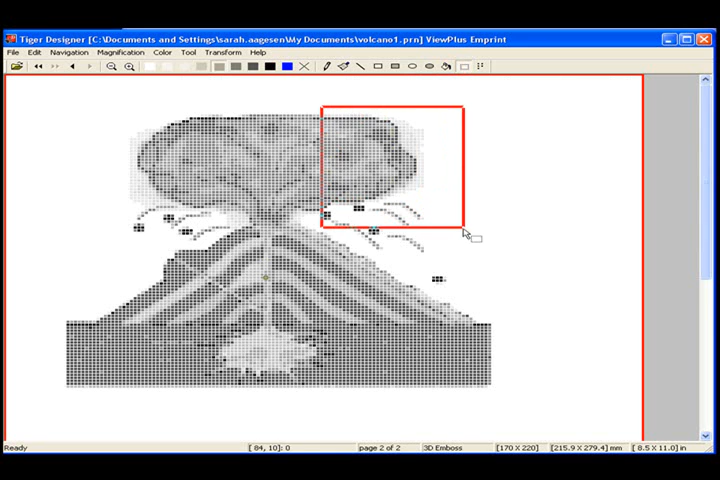 Tiger Designer [C:\Documents and Settings\sarah.aagesen\My Documents\volcano1.prn] ViewPlus Emprint
File Edit Navigation Magnification Color Tool Transform Help
Ready [ 84, 10]: 0 page 2 of 2 3D Emboss [170 X 220] [215.9 X 279.4] mm [ 8.5 X 11.0] in